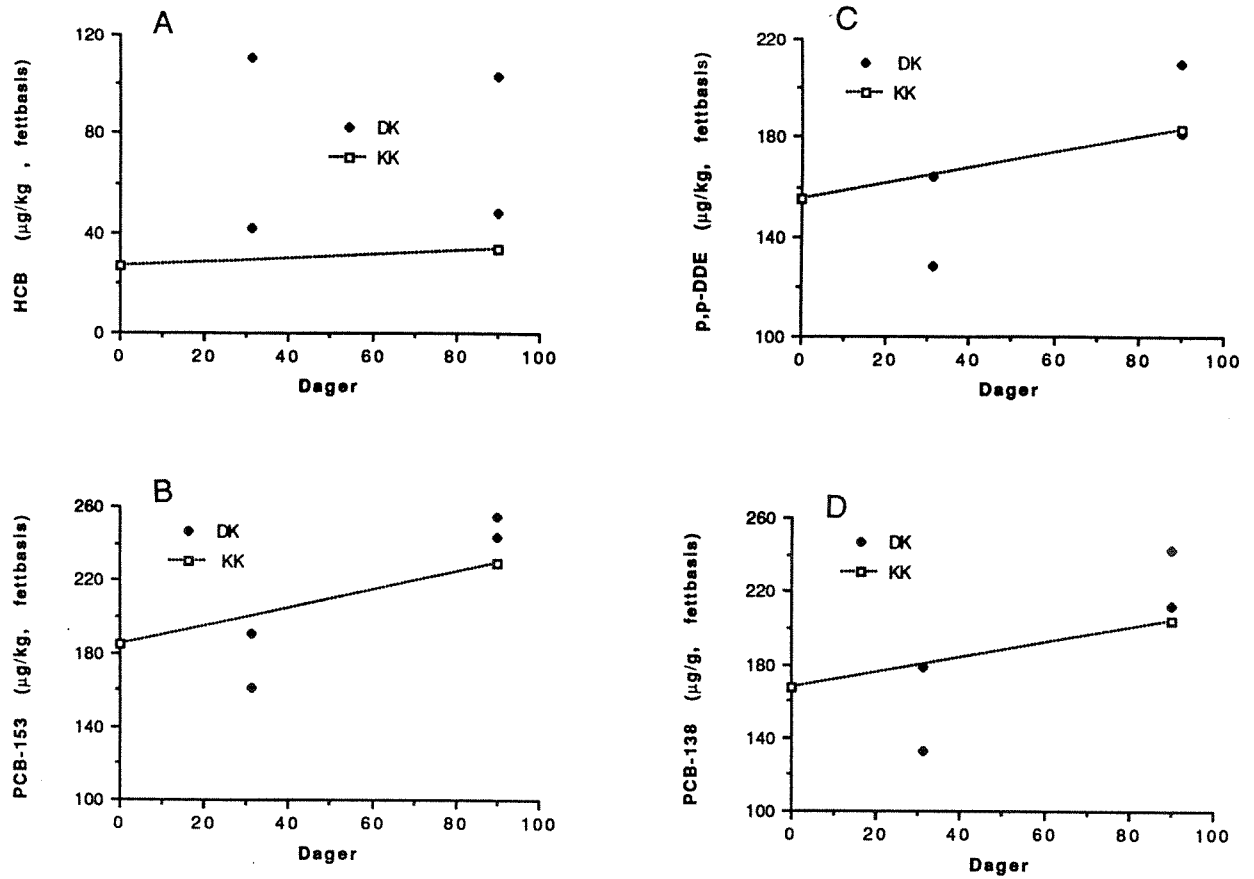 A
HCB (µg/kg , fettbasis)
120
80
40
0
DK
KK
0 20 40 60 80 100
Dager
C
p,p-DDE (µg/kg, fettbasis)
220
180
140
100
DK
KK
0 20 40 60 80 100
Dager
B
PCB-153 (µg/kg, fettbasis)
260
220
180
140
100
DK
KK
0 20 40 60 80 100
Dager
D
PCB-138 (µg/g, fettbasis)
260
220
180
140
100
DK
KK
0 20 40 60 80 100
Dager